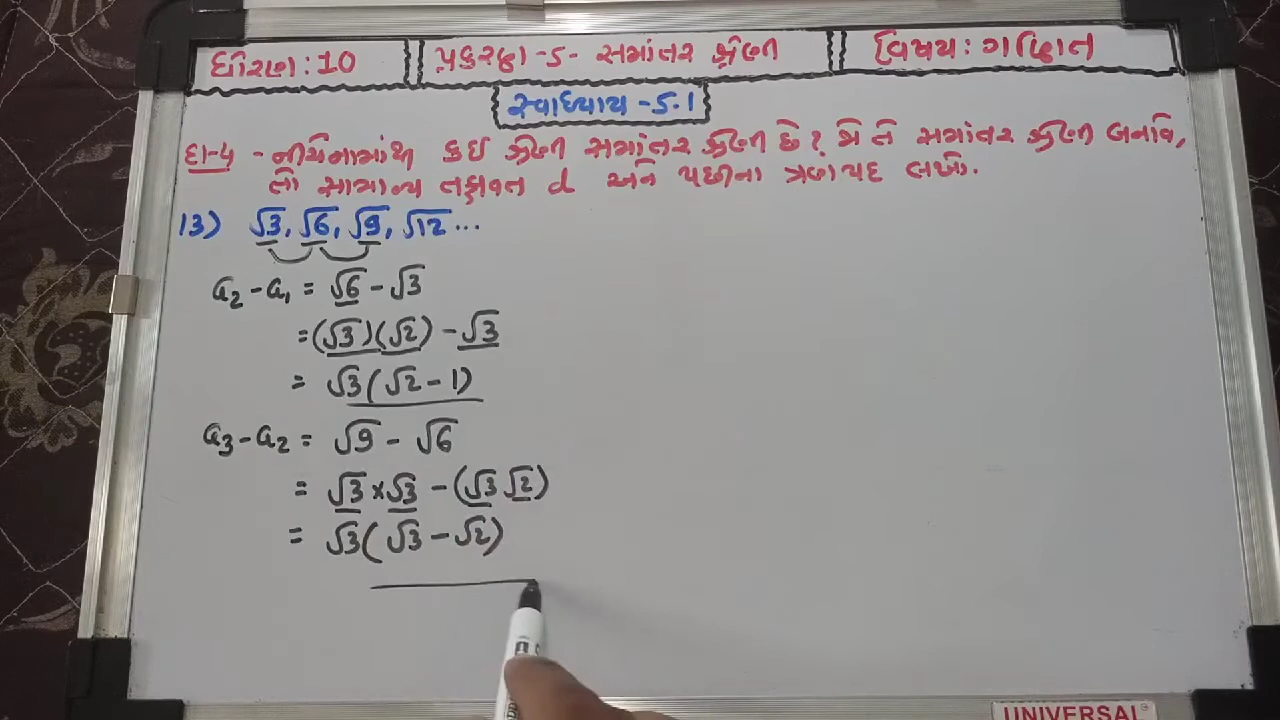 ધોરણ : 10 પ્રકરણ - 5 - સમાંતર શ્રેણી વિષય : ગણિત
સ્વાધ્યાય - 5.1
દા-4 - નીચેનામાંથી કઈ શ્રેણી સમાંતર શ્રેણી છે? જો તે સમાંતર શ્રેણી બનાવે,
તો સામાન્ય તફાવત d અને પછીના ત્રણ પદ લખો.
13) √3, √6, √9, √12 ...
a₂ - a₁ = √6 - √3
= (√3)(√2) - √3
= √3(√2 - 1)
a₃ - a₂ = √9 - √6
= √3 × √3 - (√3 √2)
= √3(√3 - √2)
UNIVERSAL